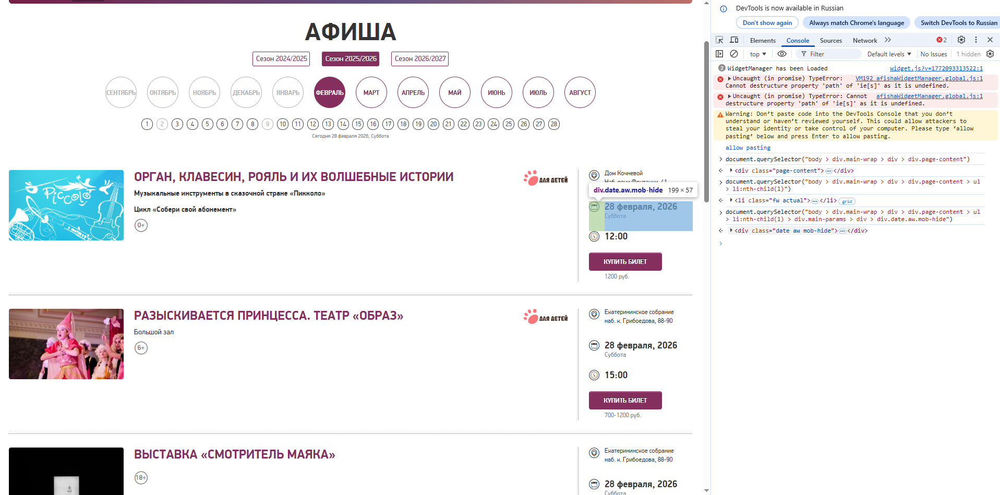 АФИША
Сезон 2024/2025
Сезон 2025/2026
Сезон 2026/2027
СЕНТЯБРЬ
ОКТЯБРЬ
НОЯБРЬ
ДЕКАБРЬ
ЯНВАРЬ
ФЕВРАЛЬ
МАРТ
АПРЕЛЬ
МАЙ
ИЮНЬ
ИЮЛЬ
АВГУСТ
1 2 3 4 5 6 7 8 9 10 11 12 13 14 15 16 17 18 19 20 21 22 23 24 25 26 27 28
Сегодня 28 февраля 2026, Суббота
Piccolo
ОРГАН, КЛАВЕСИН, РОЯЛЬ И ИХ ВОЛШЕБНЫЕ ИСТОРИИ
Музыкальные инструменты в сказочной стране «Пикколо»
Цикл «Собери свой абонемент»
0+
ДЛЯ ДЕТЕЙ
Дом Кочневой
div.date.aw.mob-hide 199 × 57
28 февраля, 2026
Суббота
12:00
КУПИТЬ БИЛЕТ
1200 руб.
РАЗЫСКИВАЕТСЯ ПРИНЦЕССА. ТЕАТР «ОБРАЗ»
Большой зал
6+
ДЛЯ ДЕТЕЙ
Екатерининское собрание
наб. к. Грибоедова, 88-90
28 февраля, 2026
Суббота
15:00
КУПИТЬ БИЛЕТ
700-1200 руб.
ВЫСТАВКА «СМОТРИТЕЛЬ МАЯКА»
18+
Екатерининское собрание
наб. к. Грибоедова, 88-90
28 февраля, 2026
Суббота
DevTools is now available in Russian
Don't show again
Always match Chrome's language
Switch DevTools to Russian
Elements Console Sources Network 2
top Filter Default levels No Issues 1 hidden
2 WidgetManager has been Loaded widget.js?v=1772093313522:1
Uncaught (in promise) TypeError: VM192 afishaWidgetManager.global.js:1
Cannot destructure property 'path' of 'ie[s]' as it is undefined.
Uncaught (in promise) TypeError: Cannot afishaWidgetManager.global.js:1
destructure property 'path' of 'ie[s]' as it is undefined.
Warning: Don’t paste code into the DevTools Console that you don’t
understand or haven’t reviewed yourself. This could allow attackers to
steal your identity or take control of your computer. Please type ‘allow
pasting’ below and press Enter to allow pasting.
allow pasting
document.querySelector("body > div.main-wrap > div > div.page-content")
<div class="page-content">…</div>
document.querySelector("body > div.main-wrap > div > div.page-content > ul
> li:nth-child(1)")
<li class="fw actual">…</li> grid
document.querySelector("body > div.main-wrap > div > div.page-content > ul
> li:nth-child(1) > div.main-params > div > div.date.aw.mob-hide")
<div class="date aw mob-hide">…</div>